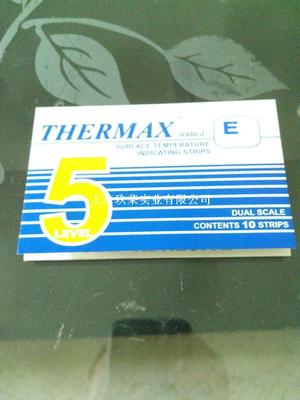 THERMAX RANGE E
SURFACE TEMPERATURE
INDICATING STRIPS
5
LEVEL
上海玖莱实业有限公司
DUAL SCALE
CONTENTS 10 STRIPS